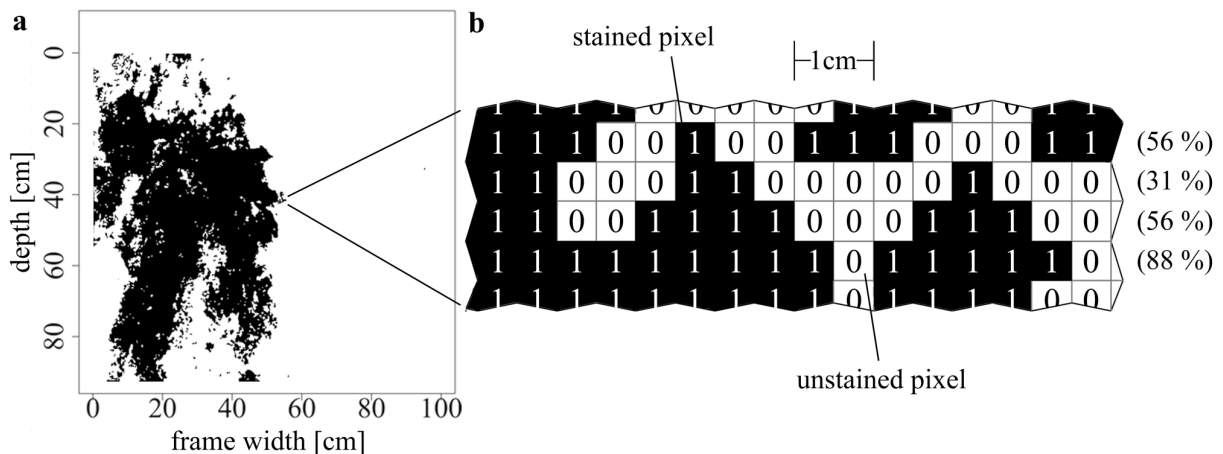 a
depth [cm]
0
20
40
60
80
0 20 40 60 80 100
frame width [cm]
b
stained pixel
1cm
1 1 1 1 0 0 0 0 0 1 1 1 0 0 1 1
1 1 1 0 0 1 0 0 1 1 1 0 0 0 1 1 (56 %)
1 1 0 0 0 1 1 0 0 0 0 0 1 0 0 0 (31 %)
1 1 0 0 1 1 1 1 0 0 0 1 1 1 0 0 (56 %)
1 1 1 1 1 1 1 1 1 0 1 1 1 1 1 0 (88 %)
1 1 1 1 1 1 1 1 1 0 1 1 1 1 0 0
unstained pixel